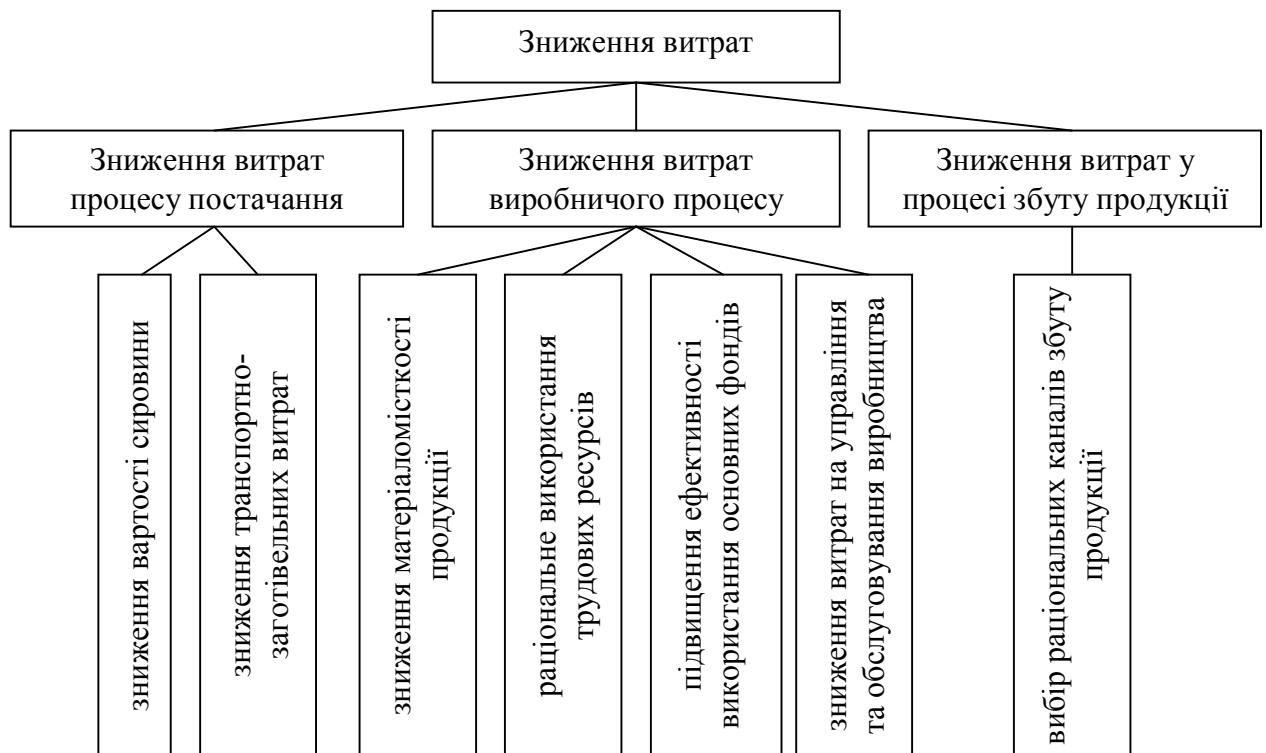 Зниження витрат
Зниження витрат
процесу постачання
Зниження витрат
виробничого процесу
Зниження витрат у
процесі збуту продукції
зниження вартості сировини
зниження транспортно-
заготівельних витрат
зниження матеріаломісткості
продукції
раціональне використання
трудових ресурсів
підвищення ефективності
використання основних фондів
зниження витрат на управління
та обслуговування виробництва
вибір раціональних каналів збуту
продукції